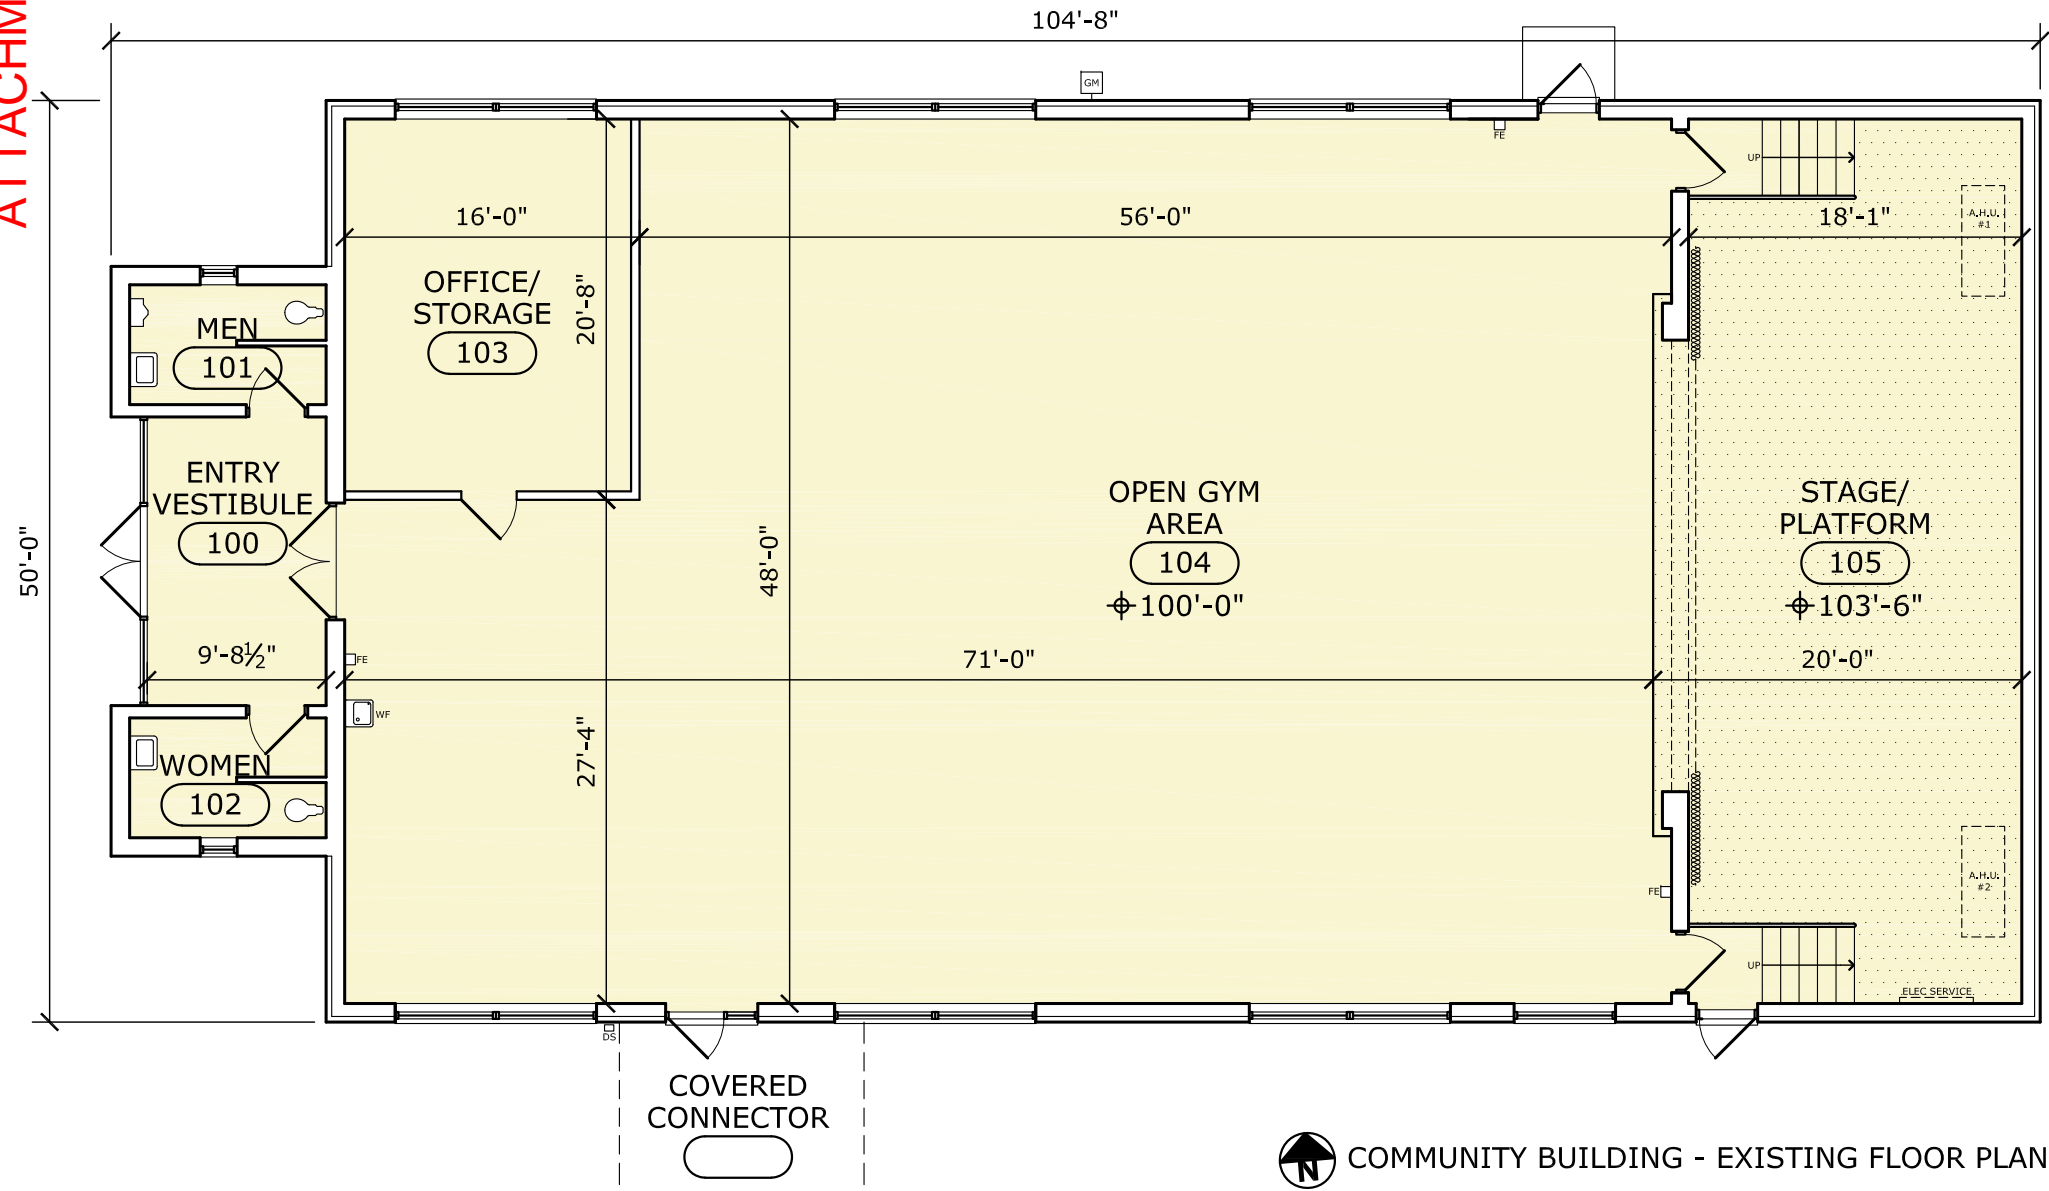 ATTACHM
104'-8"
GM
FE
UP
16'-0"
56'-0"
18'-1"
A.H.U.
#1
OFFICE/
STORAGE
103
20'-8"
MEN
101
ENTRY
VESTIBULE
100
50'-0"
48'-0"
OPEN GYM
AREA
104
100'-0"
STAGE/
PLATFORM
105
103'-6"
9'-8½"
FE
71'-0"
20'-0"
WF
27'-4"
WOMEN
102
FE
A.H.U.
#2
UP
ELEC SERVICE
DS
COVERED
CONNECTOR
N
COMMUNITY BUILDING - EXISTING FLOOR PLAN